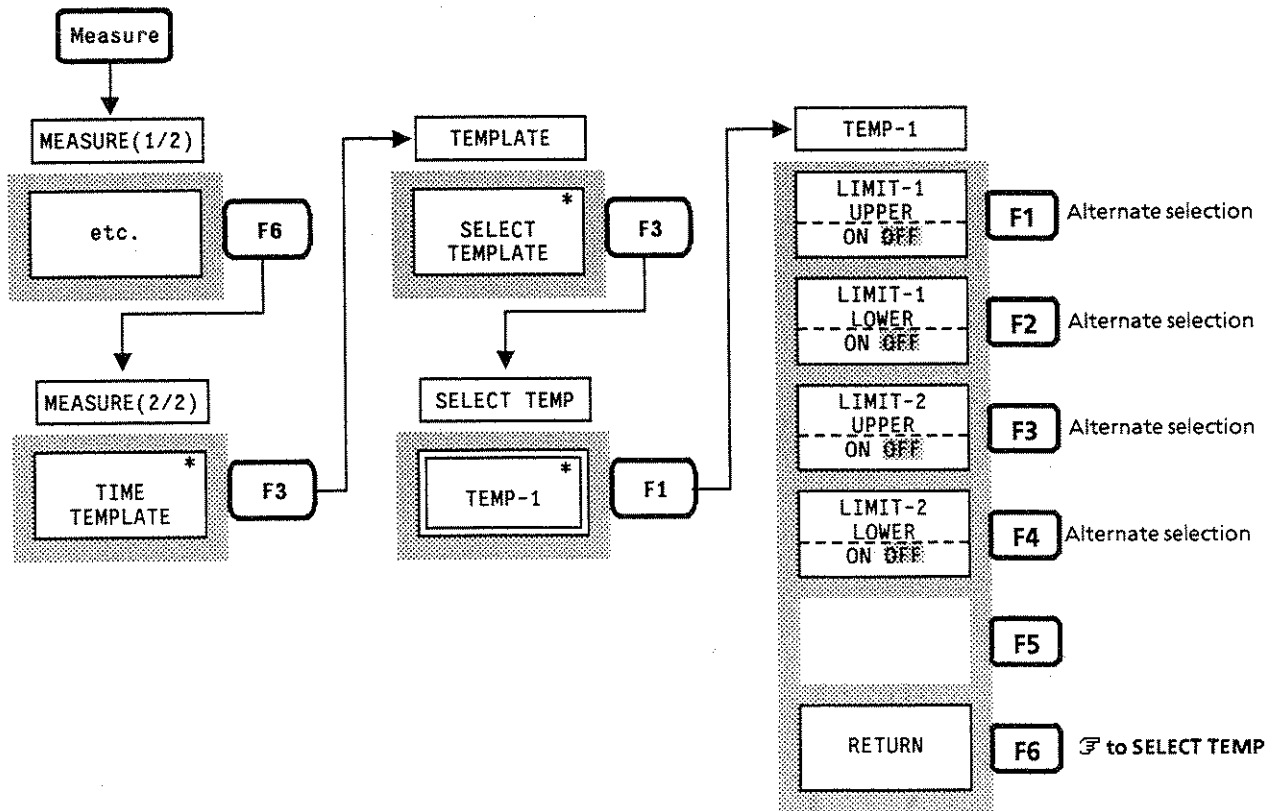 Measure
MEASURE(1/2)
etc.
F6
MEASURE(2/2)
*
TIME
TEMPLATE
F3
TEMPLATE
*
SELECT
TEMPLATE
F3
SELECT TEMP
*
TEMP-1
F1
TEMP-1
LIMIT-1
UPPER
ON OFF
F1 Alternate selection
LIMIT-1
LOWER
ON OFF
F2 Alternate selection
LIMIT-2
UPPER
ON OFF
F3 Alternate selection
LIMIT-2
LOWER
ON OFF
F4 Alternate selection
F5
RETURN
F6 ☞ to SELECT TEMP